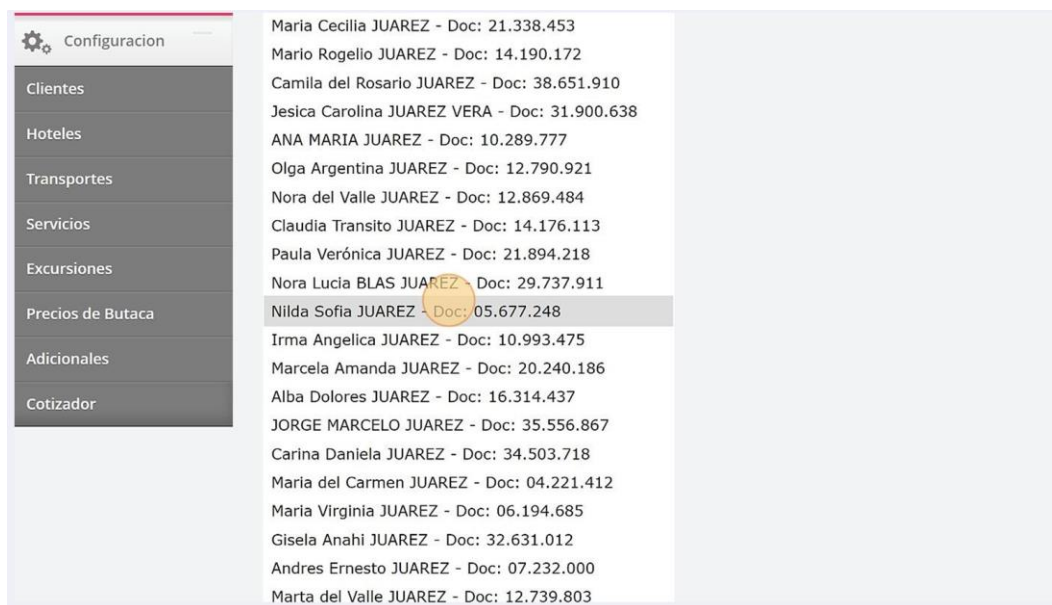 Configuracion
Clientes
Hoteles
Transportes
Servicios
Excursiones
Precios de Butaca
Adicionales
Cotizador
Maria Cecilia JUAREZ - Doc: 21.338.453
Mario Rogelio JUAREZ - Doc: 14.190.172
Camila del Rosario JUAREZ - Doc: 38.651.910
Jesica Carolina JUAREZ VERA - Doc: 31.900.638
ANA MARIA JUAREZ - Doc: 10.289.777
Olga Argentina JUAREZ - Doc: 12.790.921
Nora del Valle JUAREZ - Doc: 12.869.484
Claudia Transito JUAREZ - Doc: 14.176.113
Paula Verónica JUAREZ - Doc: 21.894.218
Nora Lucia BLAS JUAREZ - Doc: 29.737.911
Nilda Sofia JUAREZ - Doc: 05.677.248
Irma Angelica JUAREZ - Doc: 10.993.475
Marcela Amanda JUAREZ - Doc: 20.240.186
Alba Dolores JUAREZ - Doc: 16.314.437
JORGE MARCELO JUAREZ - Doc: 35.556.867
Carina Daniela JUAREZ - Doc: 34.503.718
Maria del Carmen JUAREZ - Doc: 04.221.412
Maria Virginia JUAREZ - Doc: 06.194.685
Gisela Anahi JUAREZ - Doc: 32.631.012
Andres Ernesto JUAREZ - Doc: 07.232.000
Marta del Valle JUAREZ - Doc: 12.739.803